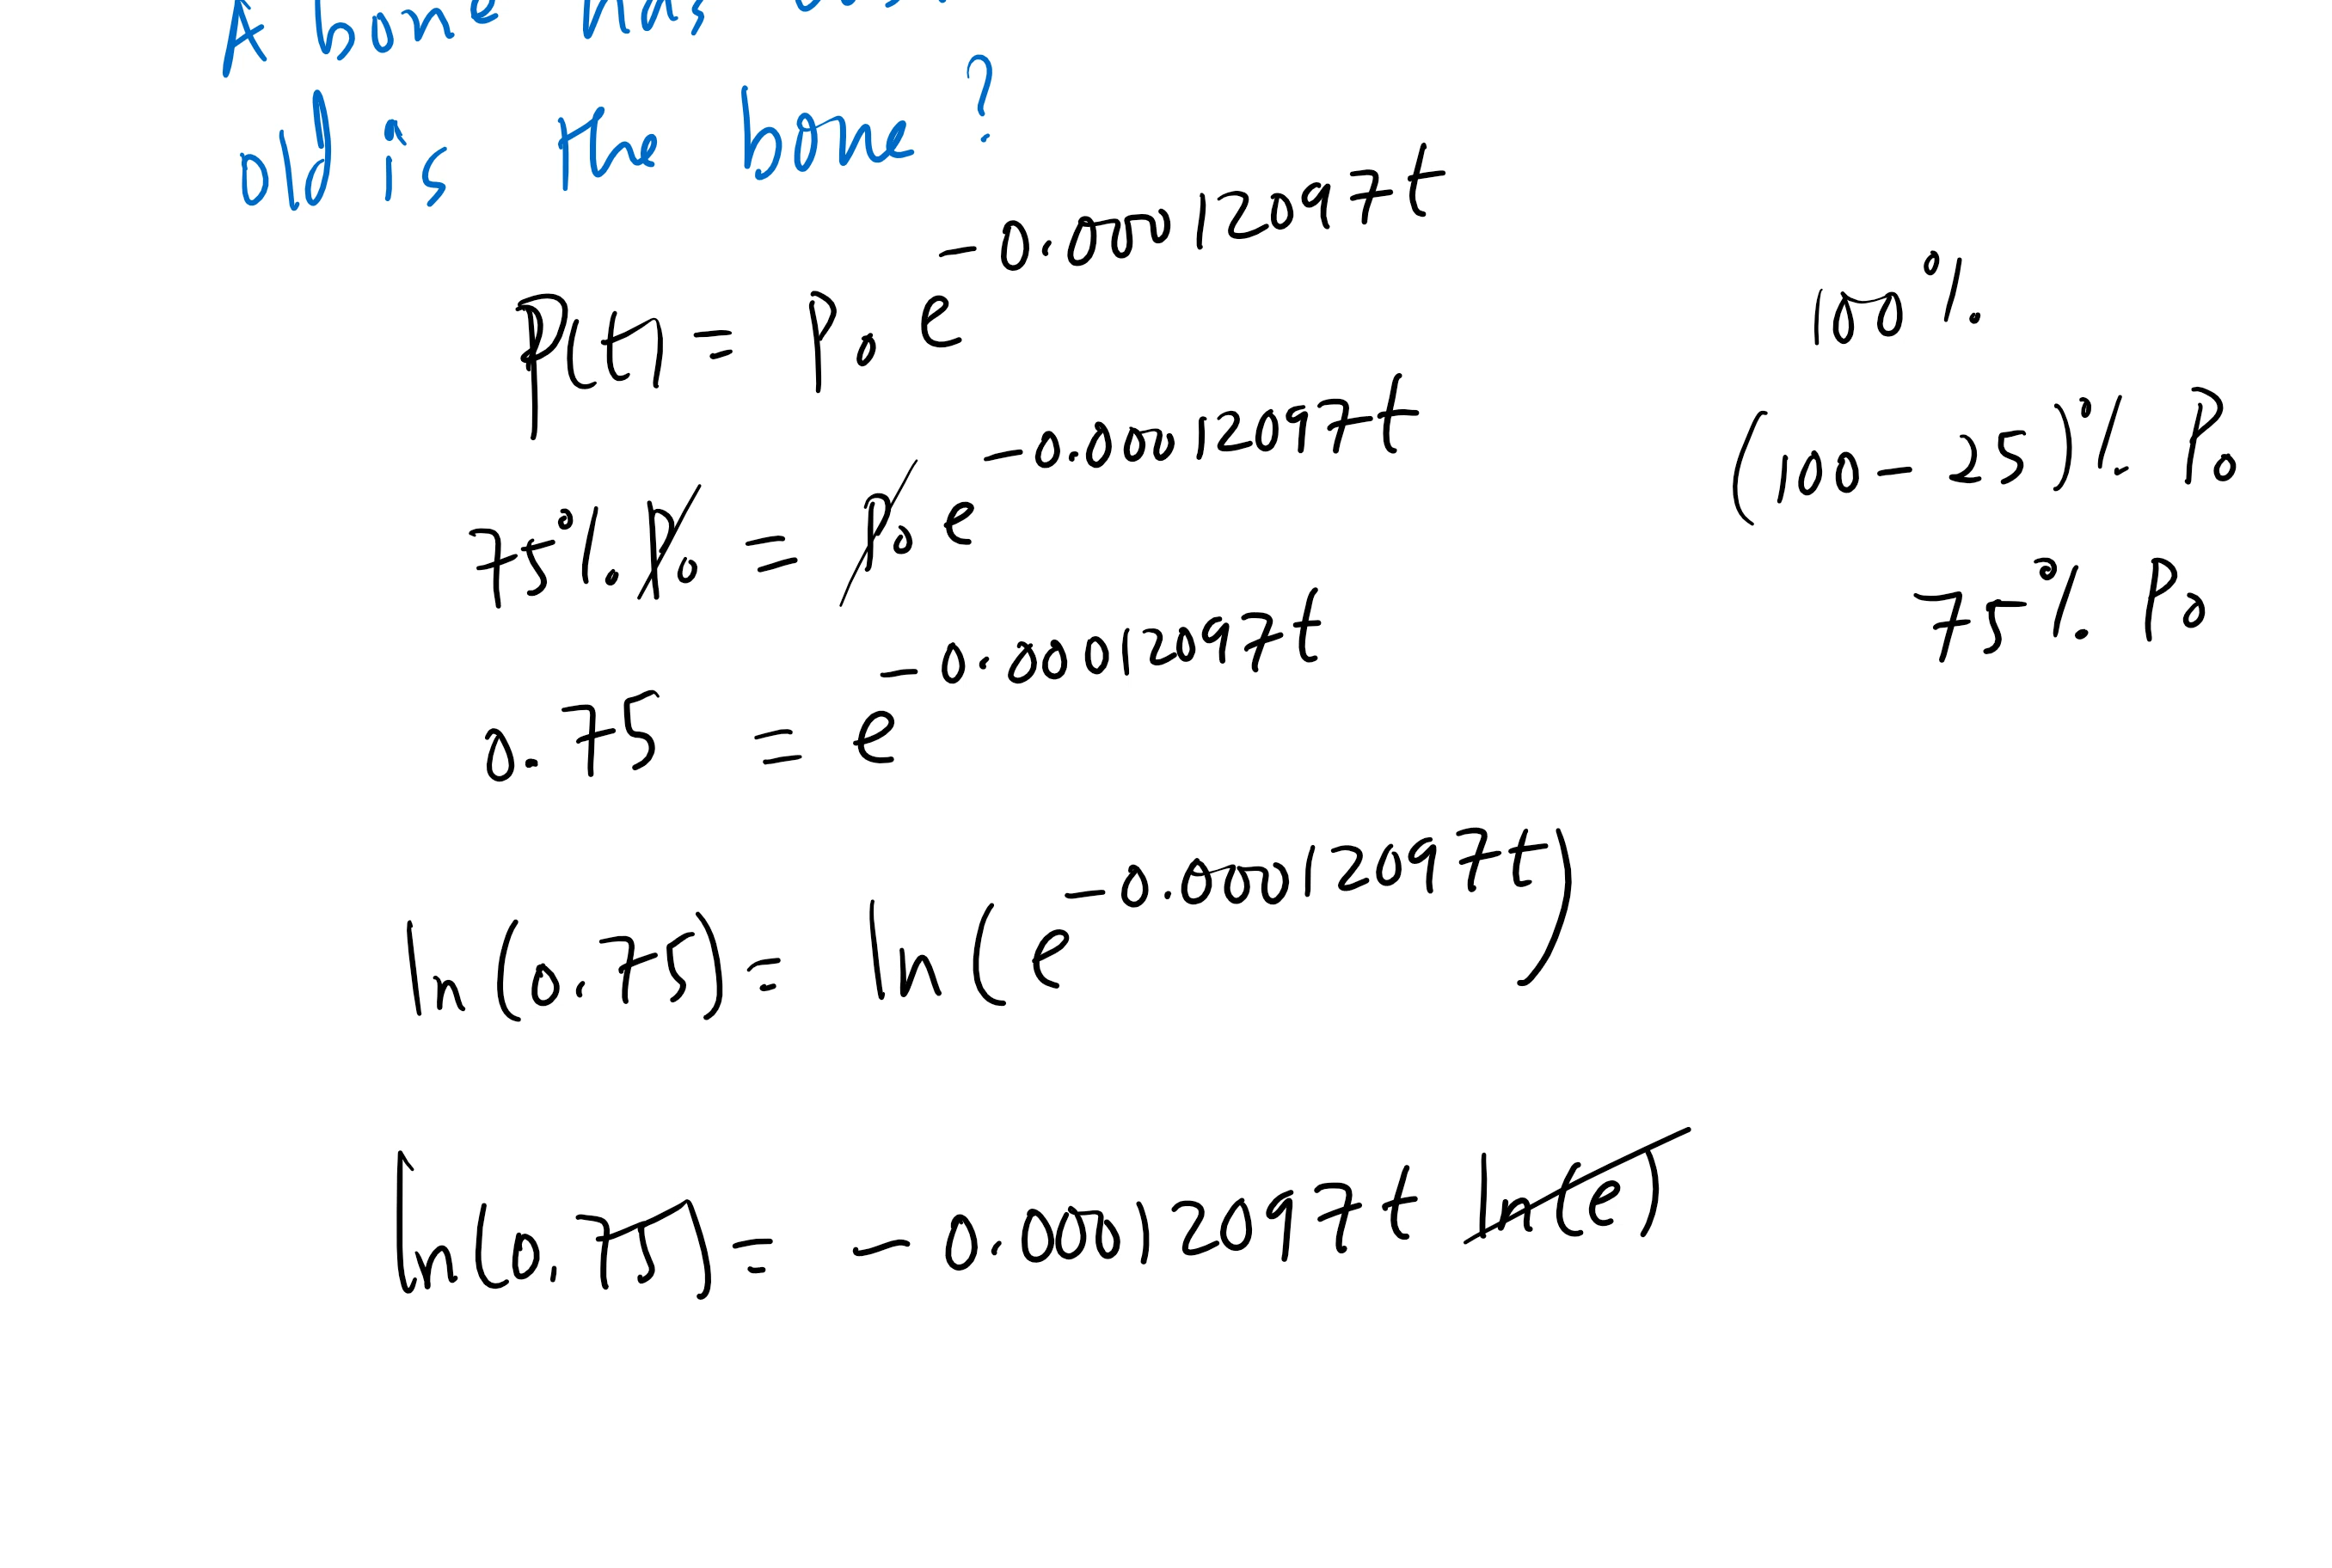 A bone has
old is the bone?
P(t) = P₀ e^-0.00012097t
100%
(100 - 25)% P₀
75% P₀ = P₀ e^-0.00012097t
75% P₀
0.75 = e^-0.00012097t
ln(0.75) = ln(e^-0.00012097t)
ln(0.75) = -0.00012097t ln(e)